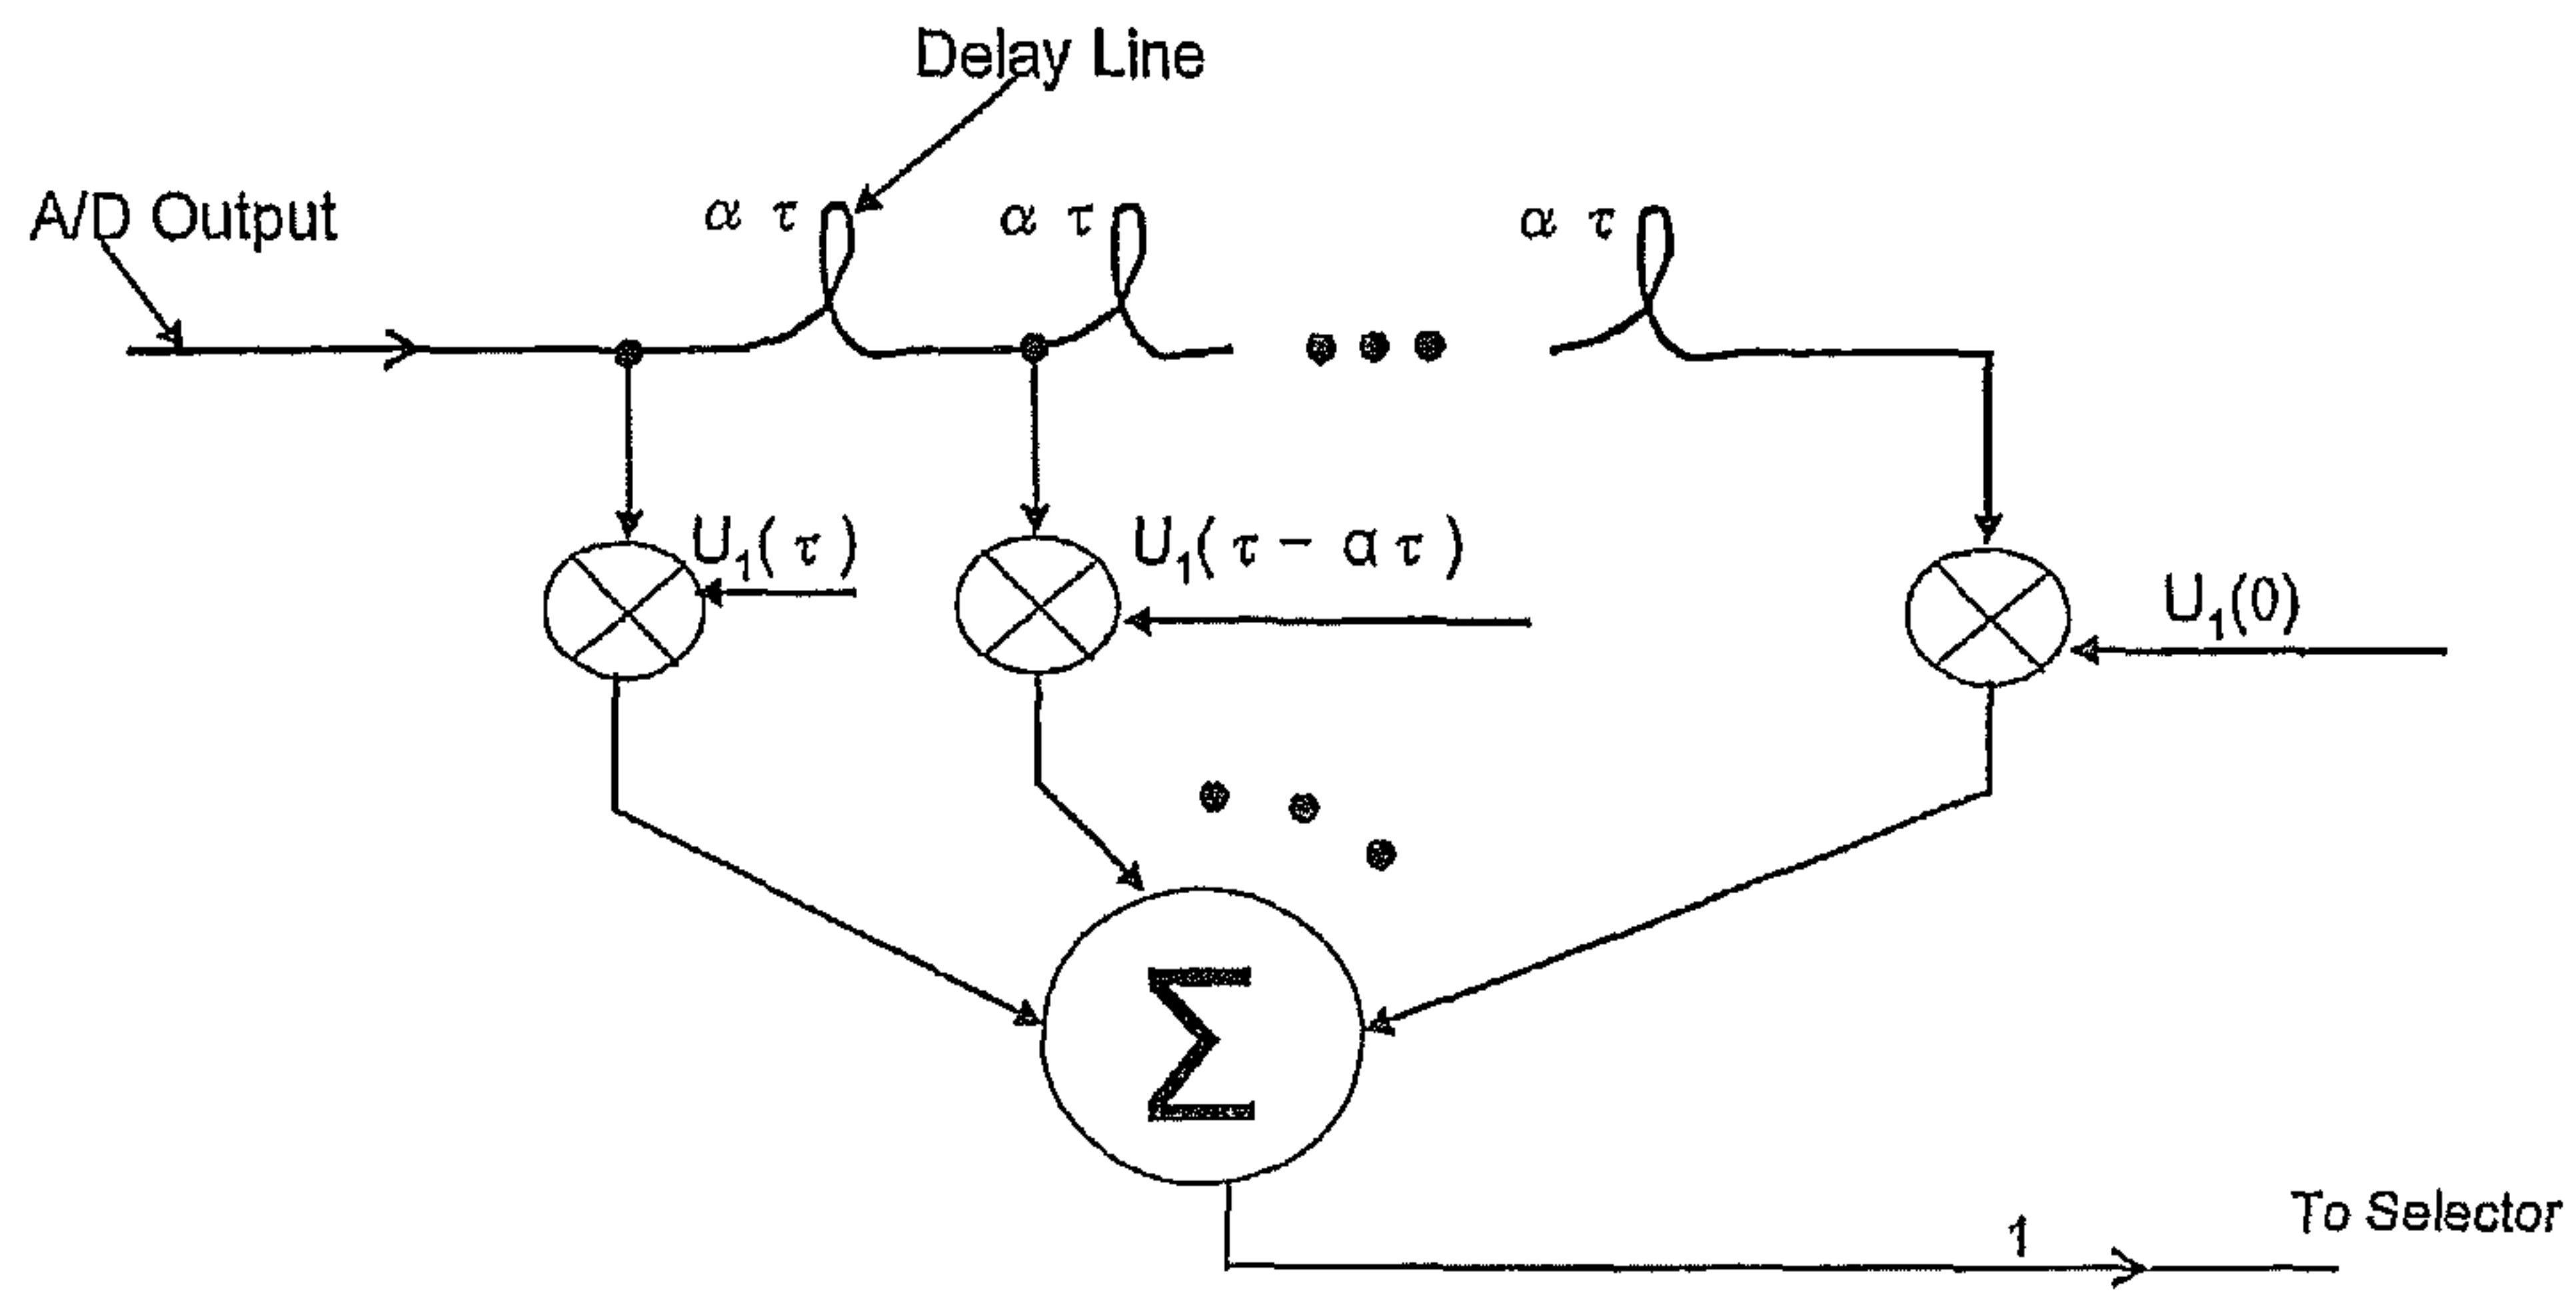 Delay Line
A/D Output
α τ
α τ
α τ
U₁( τ )
U₁( τ - α τ )
U₁(0)
Σ
1
To Selector